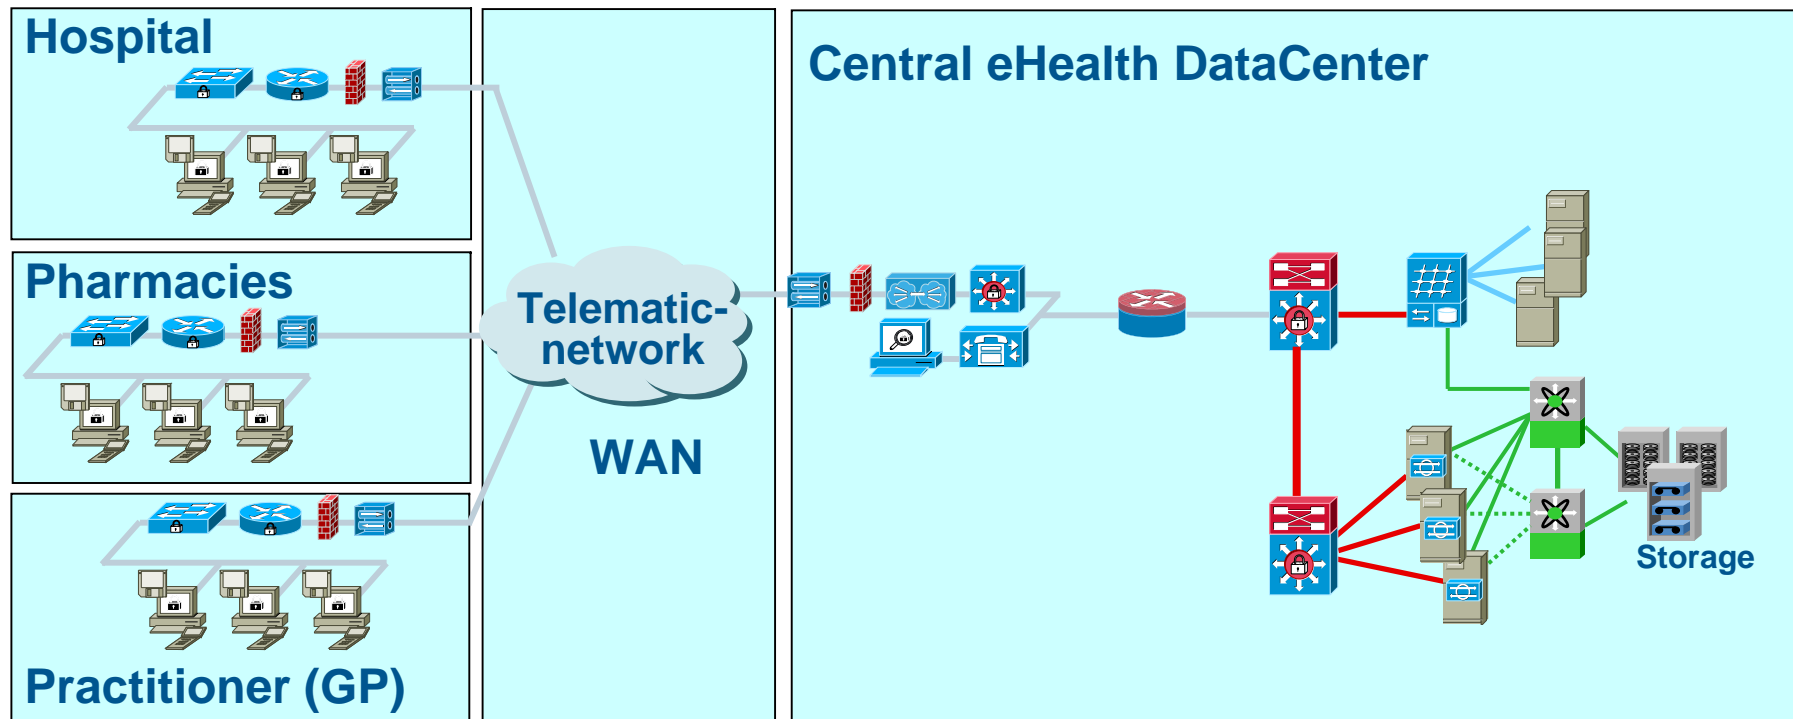 Hospital
Pharmacies
Practitioner (GP)
Telematic-
network
WAN
Central eHealth DataCenter
Storage